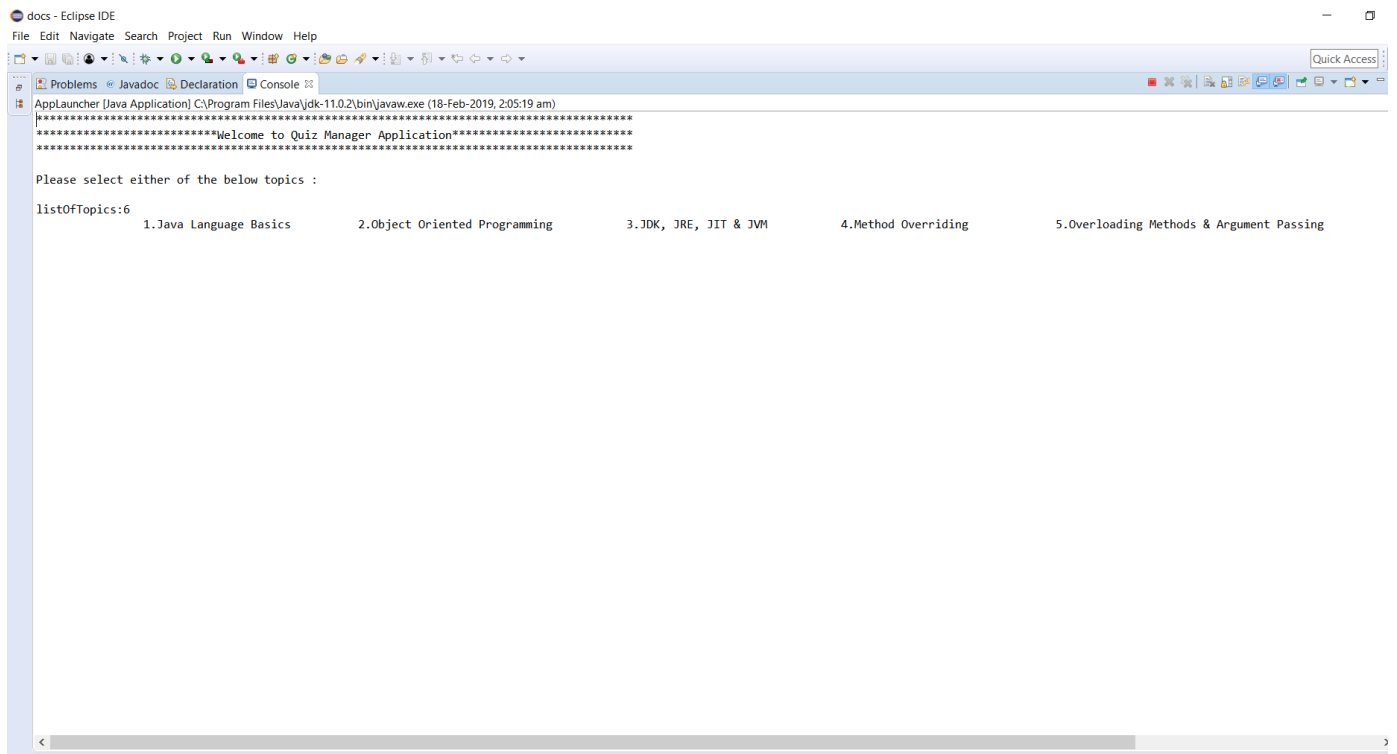 docs - Eclipse IDE
File Edit Navigate Search Project Run Window Help
Quick Access
Problems Javadoc Declaration Console
AppLauncher [Java Application] C:\Program Files\Java\jdk-11.0.2\bin\javaw.exe (18-Feb-2019, 2:05:19 am)
*****************************************************************************************
***************************Welcome to Quiz Manager Application***************************
*****************************************************************************************
Please select either of the below topics :
listOfTopics:6
1.Java Language Basics 2.Object Oriented Programming 3.JDK, JRE, JIT & JVM 4.Method Overriding 5.Overloading Methods & Argument Passing